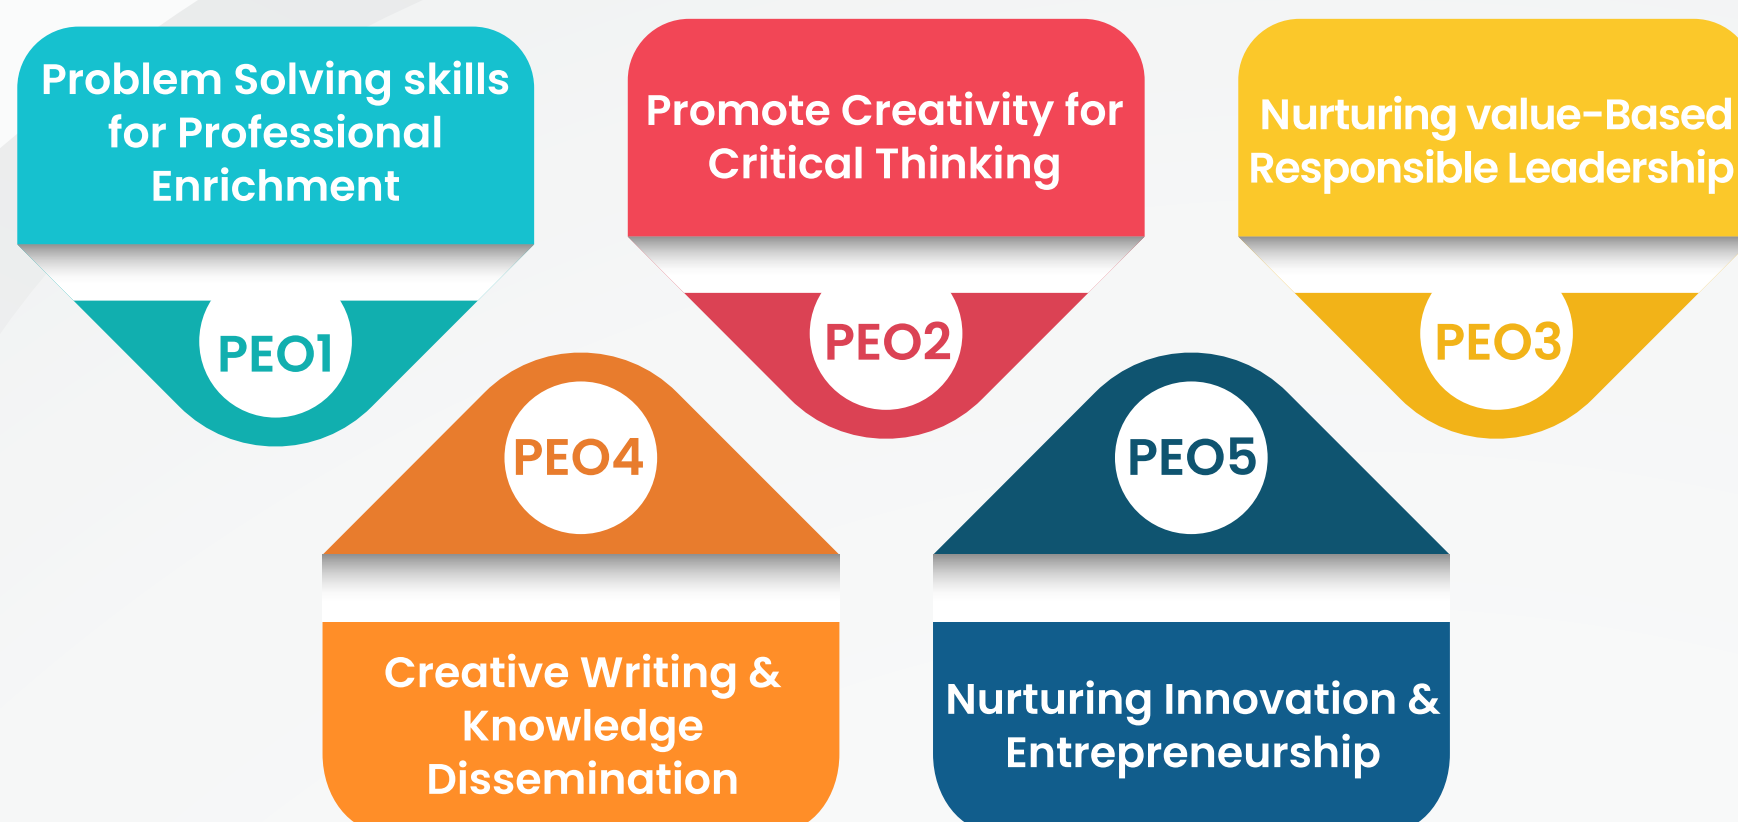 Problem Solving skills
for Professional
Enrichment
PEO1
Promote Creativity for
Critical Thinking
PEO2
Nurturing value-Based
Responsible Leadership
PEO3
PEO4
Creative Writing &
Knowledge
Dissemination
PEO5
Nurturing Innovation &
Entrepreneurship